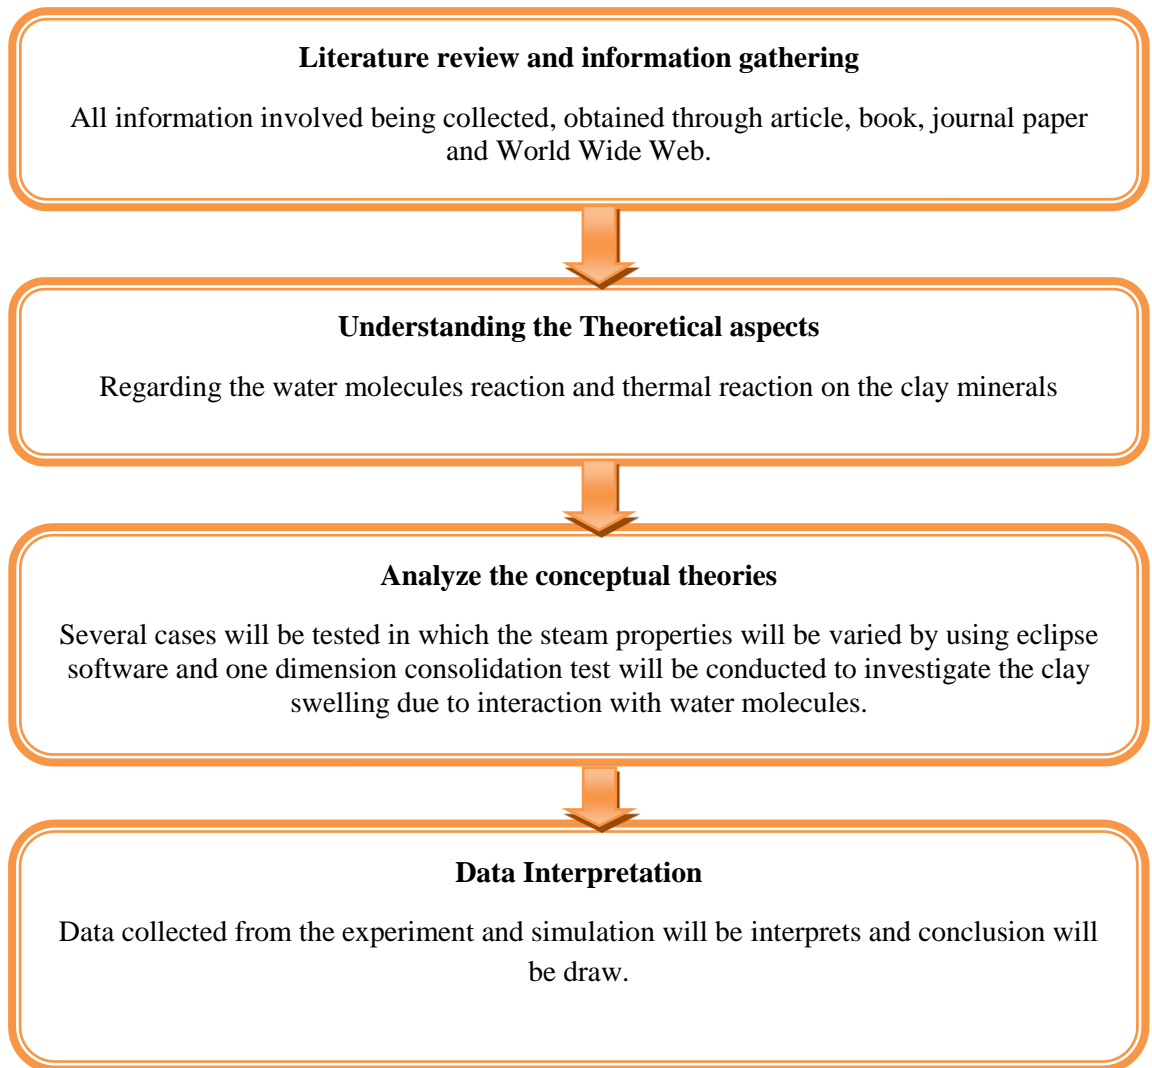 Literature review and information gathering
All information involved being collected, obtained through article, book, journal paper
and World Wide Web.
Understanding the Theoretical aspects
Regarding the water molecules reaction and thermal reaction on the clay minerals
Analyze the conceptual theories
Several cases will be tested in which the steam properties will be varied by using eclipse
software and one dimension consolidation test will be conducted to investigate the clay
swelling due to interaction with water molecules.
Data Interpretation
Data collected from the experiment and simulation will be interprets and conclusion will
be draw.